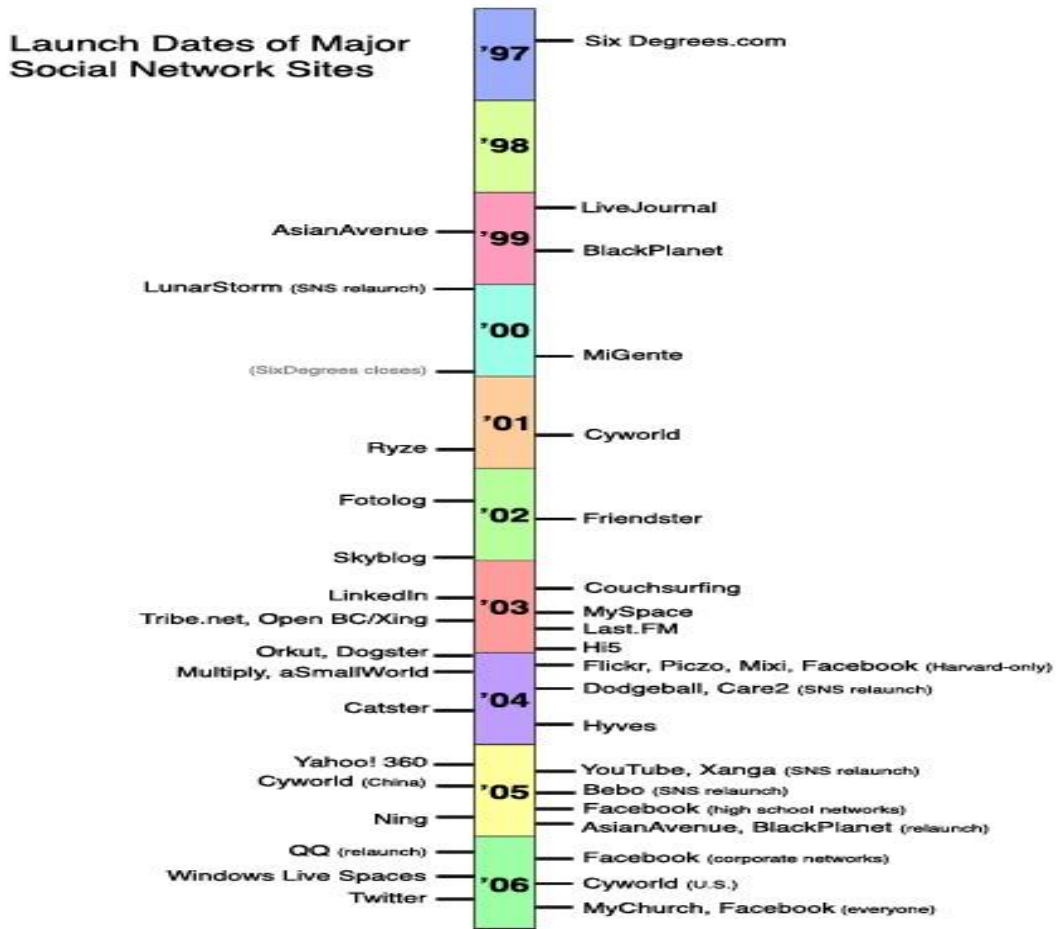 Launch Dates of Major
Social Network Sites
'97
Six Degrees.com
'98
'99
LiveJournal
AsianAvenue
BlackPlanet
LunarStorm (SNS relaunch)
'00
MiGente
(SixDegrees closes)
'01
Cyworld
Ryze
Fotolog
'02
Friendster
Skyblog
'03
Couchsurfing
LinkedIn
MySpace
Tribe.net, Open BC/Xing
Last.FM
Hi5
Orkut, Dogster
'04
Flickr, Piczo, Mixi, Facebook (Harvard-only)
Multiply, aSmallWorld
Dodgeball, Care2 (SNS relaunch)
Catster
Hyves
'05
Yahoo! 360
YouTube, Xanga (SNS relaunch)
Cyworld (China)
Bebo (SNS relaunch)
Facebook (high school networks)
Ning
AsianAvenue, BlackPlanet (relaunch)
'06
QQ (relaunch)
Facebook (corporate networks)
Windows Live Spaces
Cyworld (U.S.)
Twitter
MyChurch, Facebook (everyone)